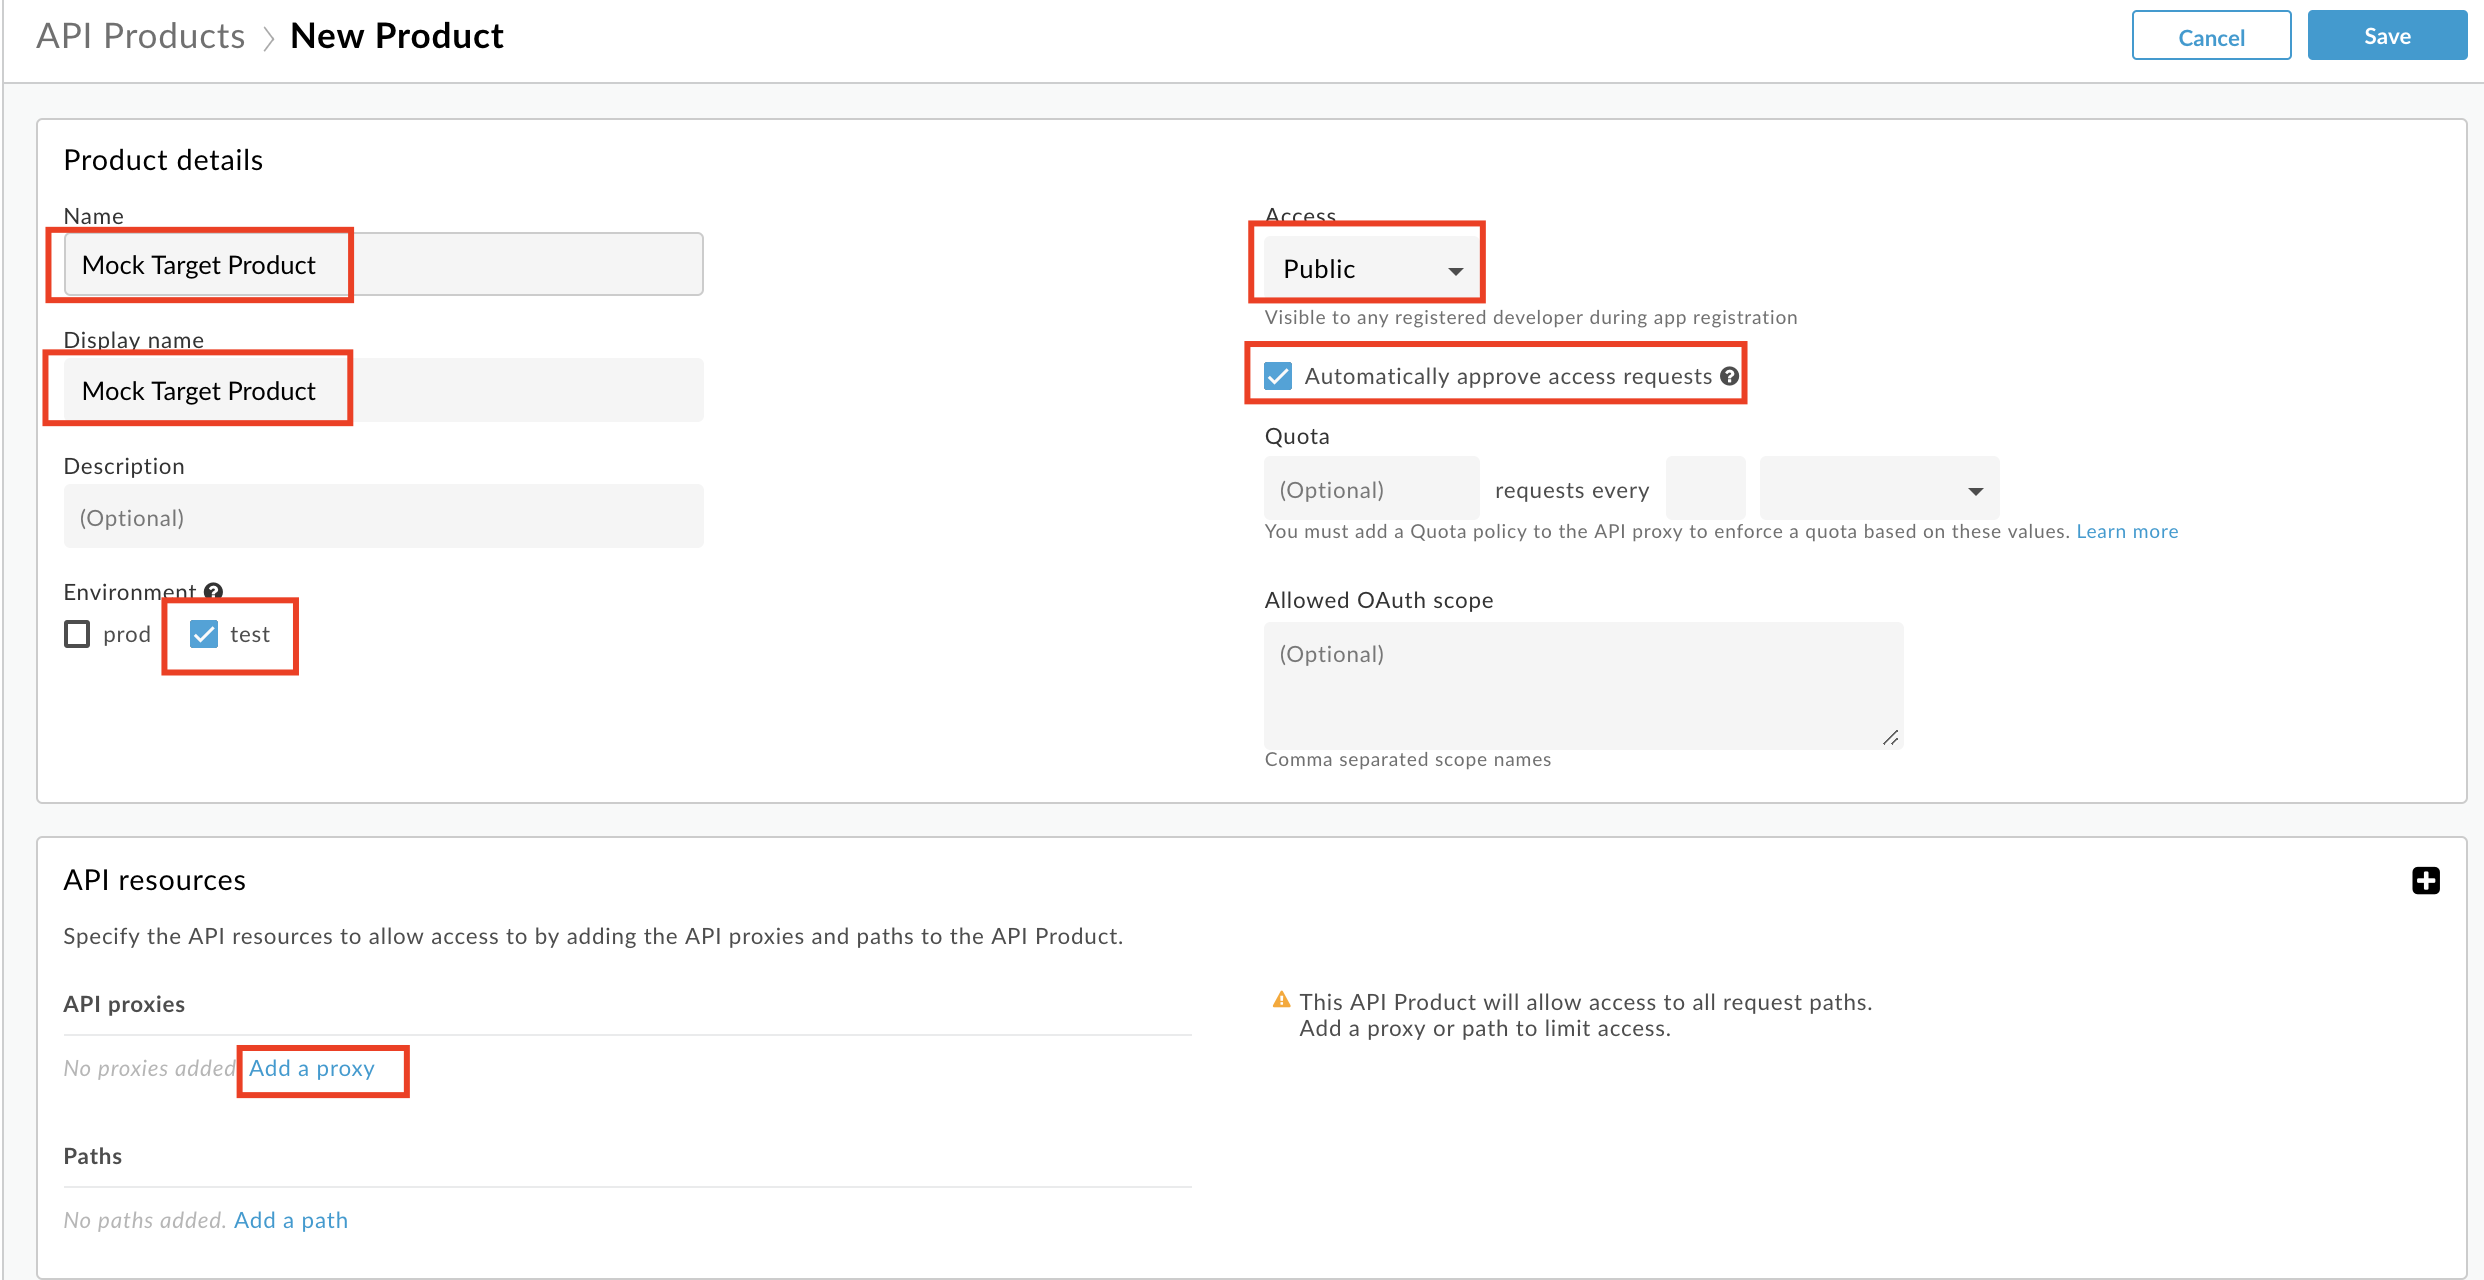 API Products > New Product
Cancel
Save
Product details
Name
Mock Target Product
Display name
Mock Target Product
Description
(Optional)
Environment ?
prod
test
Access
Public
Visible to any registered developer during app registration
Automatically approve access requests ?
Quota
(Optional) requests every
You must add a Quota policy to the API proxy to enforce a quota based on these values. Learn more
Allowed OAuth scope
(Optional)
Comma separated scope names
API resources
Specify the API resources to allow access to by adding the API proxies and paths to the API Product.
API proxies
No proxies added Add a proxy
Paths
No paths added. Add a path
This API Product will allow access to all request paths.
Add a proxy or path to limit access.